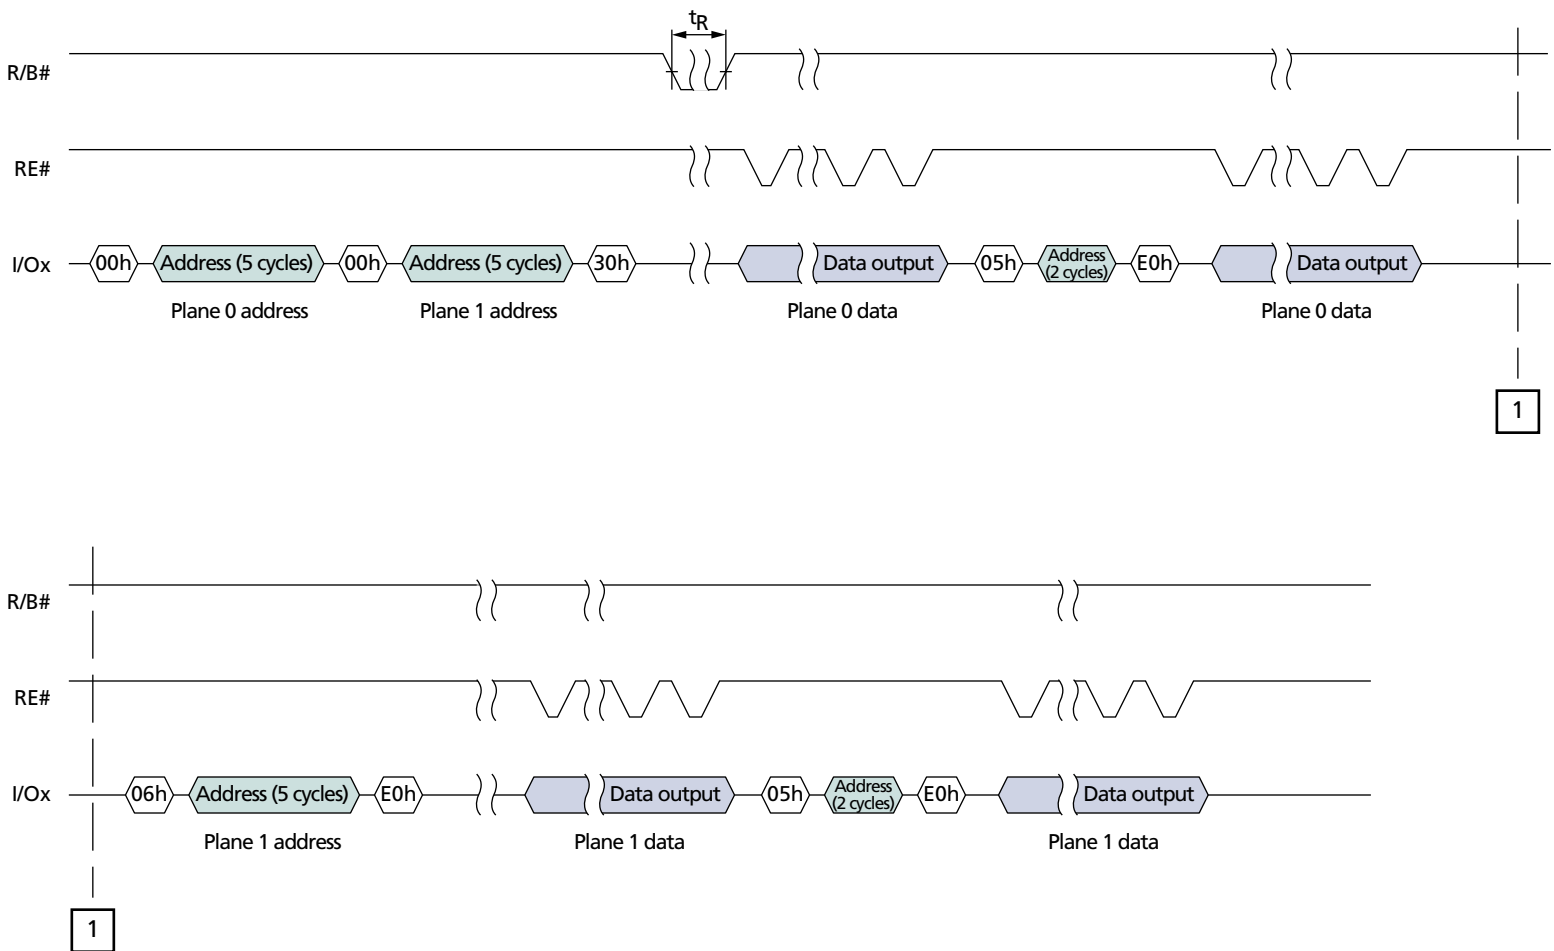 tR
R/B#
RE#
I/Ox 00h Address (5 cycles) 00h Address (5 cycles) 30h Data output 05h Address (2 cycles) E0h Data output
Plane 0 address Plane 1 address Plane 0 data Plane 0 data
1
R/B#
RE#
I/Ox 06h Address (5 cycles) E0h Data output 05h Address (2 cycles) E0h Data output
Plane 1 address Plane 1 data Plane 1 data
1